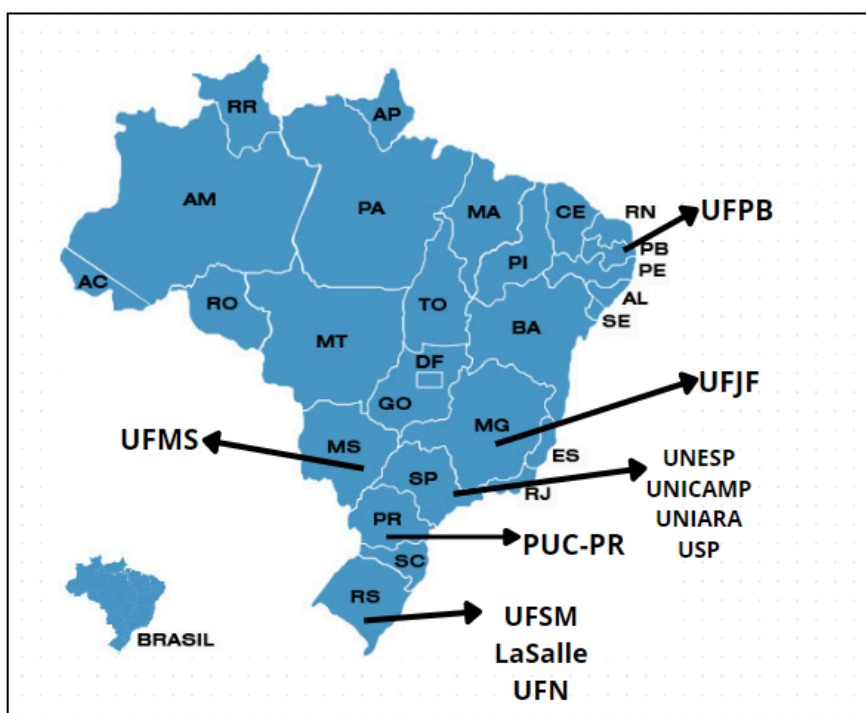 RR
AP
AM
PA
MA
CE
RN
UFPB
PB
PI
PE
AC
RO
TO
AL
SE
MT
BA
DF
GO
UFJF
MG
UFMS
MS
ES
SP
RJ
UNESP
UNICAMP
UNIARA
USP
PR
PUC-PR
SC
RS
UFSM
LaSalle
UFN
BRASIL